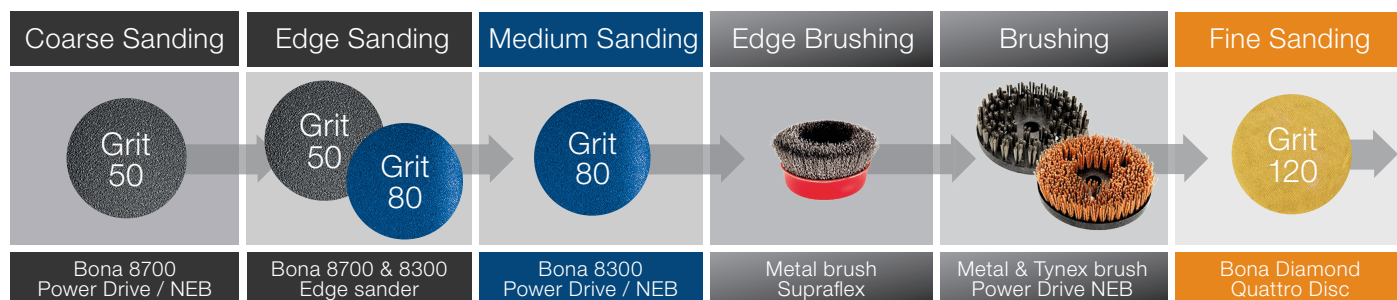 Coarse Sanding
Edge Sanding
Medium Sanding
Edge Brushing
Brushing
Fine Sanding
Grit
50
Grit
50
Grit
80
Grit
80
Grit
120
Bona 8700
Power Drive / NEB
Bona 8700 & 8300
Edge sander
Bona 8300
Power Drive / NEB
Metal brush
Supraflex
Metal & Tynex brush
Power Drive NEB
Bona Diamond
Quattro Disc